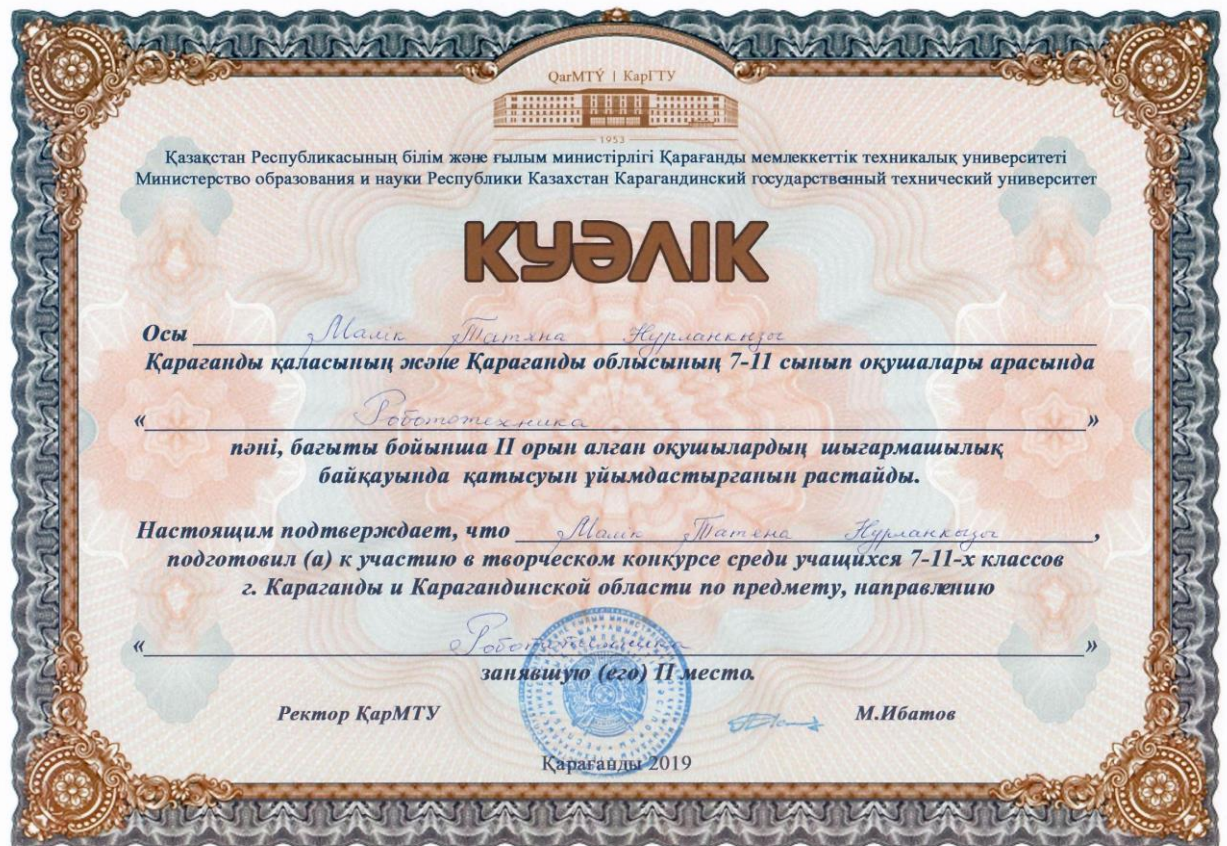 QarMTÝ | КарГТУ
1953
Қазақстан Республикасының білім және ғылым министірлігі Қарағанды мемлеккеттік техникалық университеті
Министерство образования и науки Республики Казахстан Карагандинский государственный технический университет
КУӘЛІК
Осы Малик Татяна Нурланкызы
Қарағанды қаласының және Қарағанды облысының 7-11 сынып оқушалары арасында
« Робототехника »
пәні, бағыты бойынша II орын алған оқушылардың шығармашылық
байқауында қатысуын ұйымдастырғанын растайды.
Настоящим подтверждает, что Малик Татяна Нурланкызы,
подготовил (а) к участию в творческом конкурсе среди учащихся 7-11-х классов
г. Караганды и Карагандинской области по предмету, направлению
« Робототехника »
занявшую (его) II место.
Ректор ҚарМТУ М.Ибатов
Қарағанды 2019